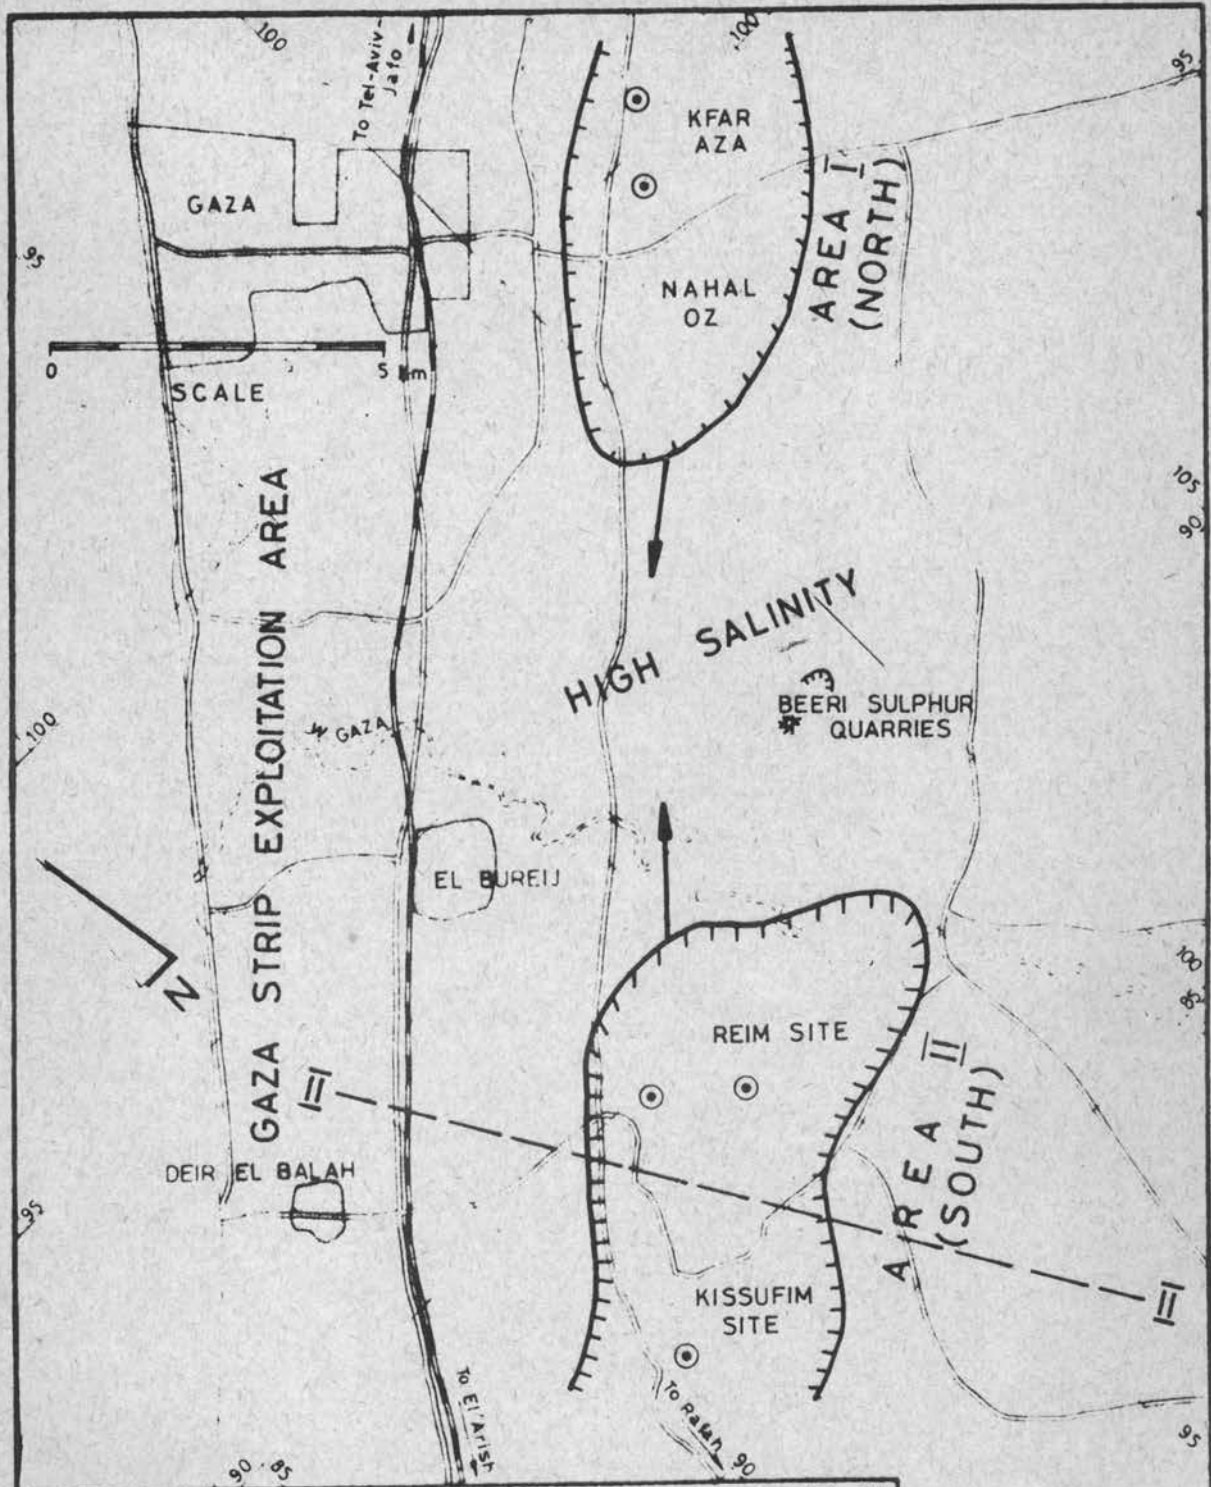 100
100
95
To Tel-Aviv-
Jafo
KFAR
AZA
GAZA
AREA I
(NORTH)
95
NAHAL
OZ
0 5 km
SCALE
105
90
GAZA STRIP EXPLOITATION AREA
HIGH SALINITY
BEERI SULPHUR
QUARRIES
W GAZA
100
EL BUREIJ
N
100
85
REIM SITE
II
II
AREA II
(SOUTH)
DEIR EL BALAH
95
KISSUFIM
SITE
To El'Arish
To Rafah
90
85
90
95